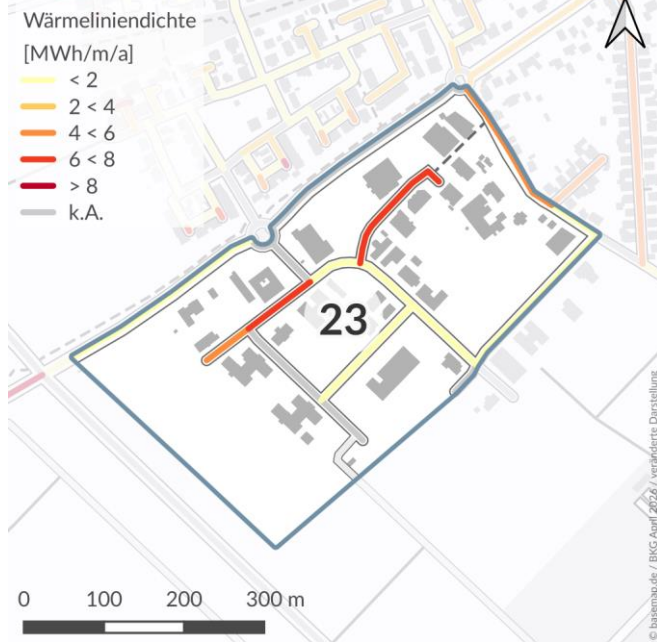 Wärmeliniendichte
[MWh/m/a]
< 2
2 < 4
4 < 6
6 < 8
> 8
k.A.
23
0 100 200 300 m
© basemap.de / BKG April 2026 / veränderte Darstellung